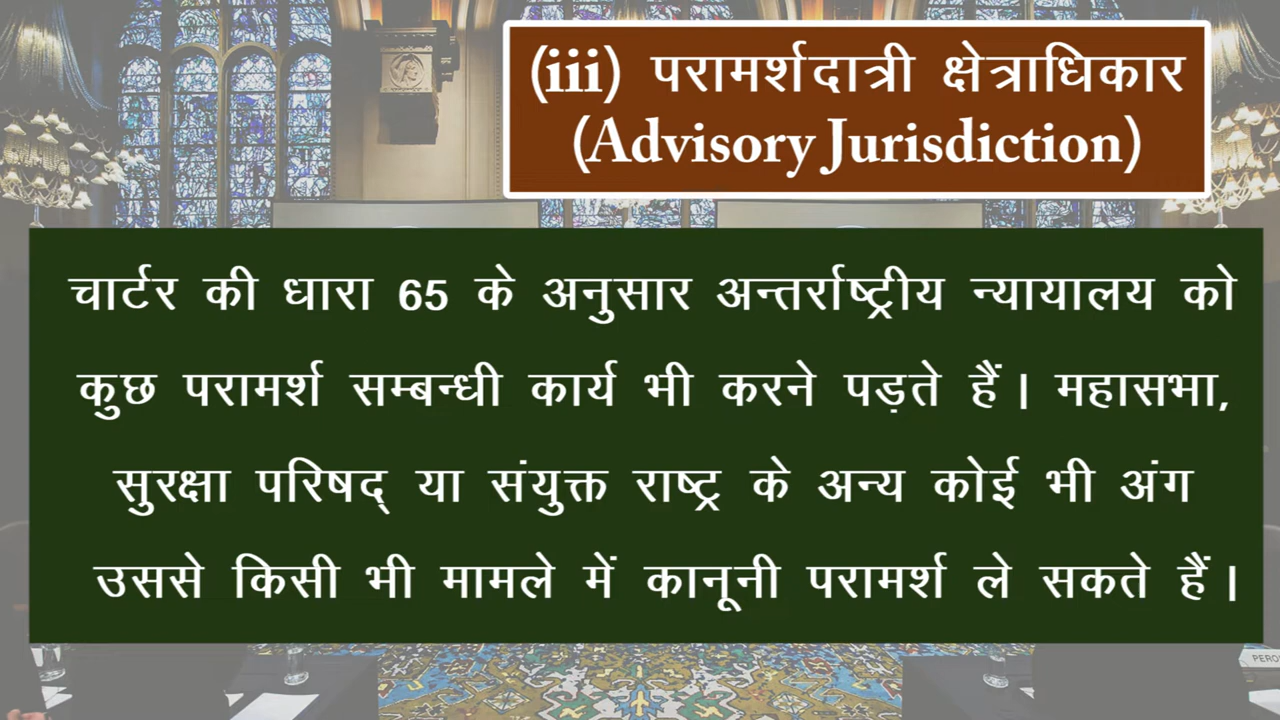 (iii) परामर्शदात्री क्षेत्राधिकार
(Advisory Jurisdiction)
चार्टर की धारा 65 के अनुसार अन्तर्राष्ट्रीय न्यायालय को
कुछ परामर्श सम्बन्धी कार्य भी करने पड़ते हैं। महासभा,
सुरक्षा परिषद् या संयुक्त राष्ट्र के अन्य कोई भी अंग
उससे किसी भी मामले में कानूनी परामर्श ले सकते हैं।